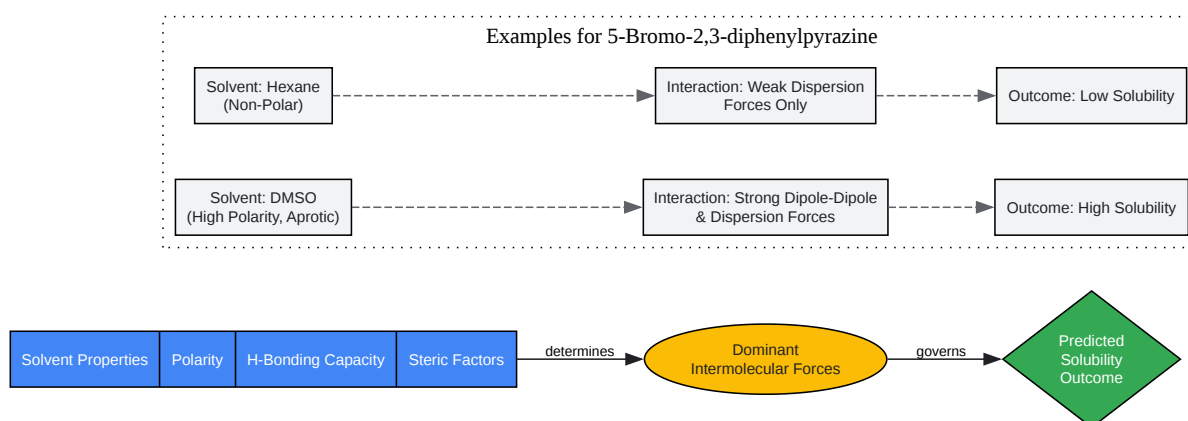 Examples for 5-Bromo-2,3-diphenylpyrazine
Solvent: Hexane
(Non-Polar)
Interaction: Weak Dispersion
Forces Only
Outcome: Low Solubility
Solvent: DMSO
(High Polarity, Aprotic)
Interaction: Strong Dipole-Dipole
& Dispersion Forces
Outcome: High Solubility
Solvent Properties
Polarity
H-Bonding Capacity
Steric Factors
determines
Dominant
Intermolecular Forces
governs
Predicted
Solubility
Outcome